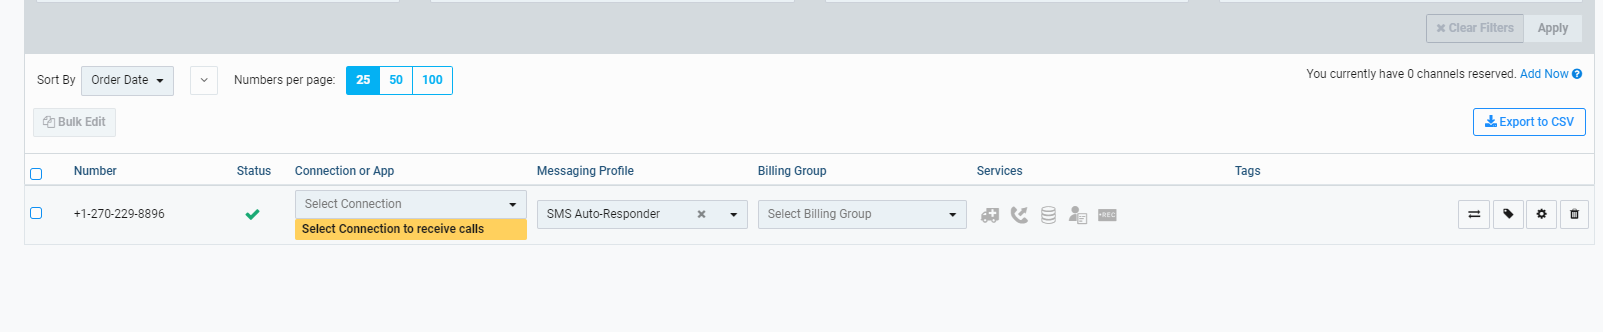 Clear Filters Apply
Sort By Order Date Numbers per page: 25 50 100 You currently have 0 channels reserved. Add Now
Bulk Edit Export to CSV
Number Status Connection or App Messaging Profile Billing Group Services Tags
+1-270-229-8896 Select Connection SMS Auto-Responder Select Billing Group REC
Select Connection to receive calls